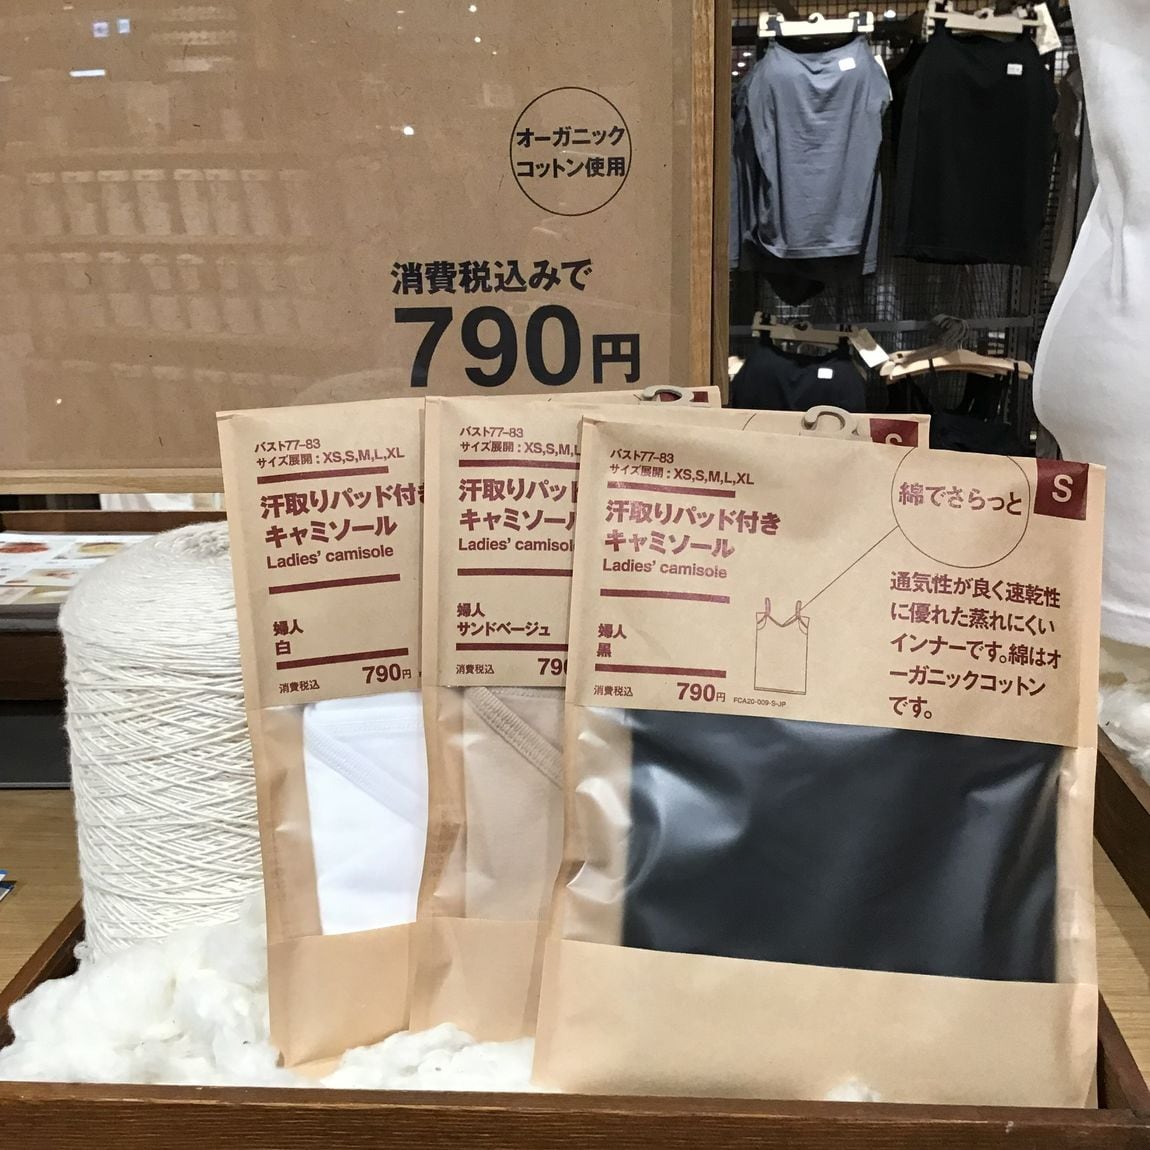 オーガニック
コットン使用
消費税込みで
790円
バスト77-83
サイズ展開：XS,S,M,L,XL
汗取りパッド付き
キャミソール
Ladies' camisole
婦人
白
消費税込
790円
バスト77-83
サイズ展開：XS,S,M,L
汗取りパッド
キャミソール
Ladies' camisole
婦人
サンドベージュ
消費税込
790
S
バスト77-83
サイズ展開：XS,S,M,L,XL
汗取りパッド付き
キャミソール
Ladies' camisole
婦人
黒
消費税込
790円
FCA20-009-S-JP
綿でさらっと
S
通気性が良く速乾性
に優れた蒸れにくい
インナーです。綿はオ
ーガニックコットン
です。